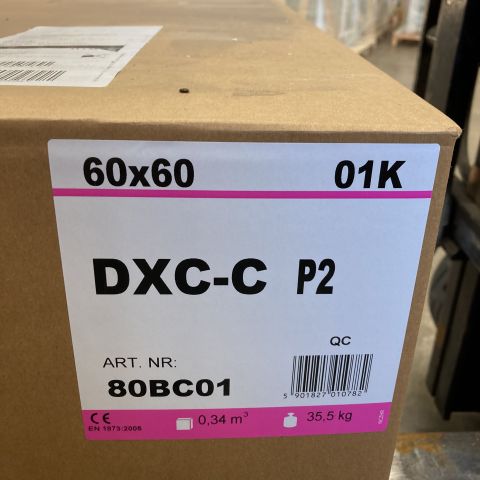 60x60 01K
DXC-C P2
QC
ART. NR:
80BC01
5 901827 010782
CE
EN 1873:2005
0,34 m³ 35,5 kg